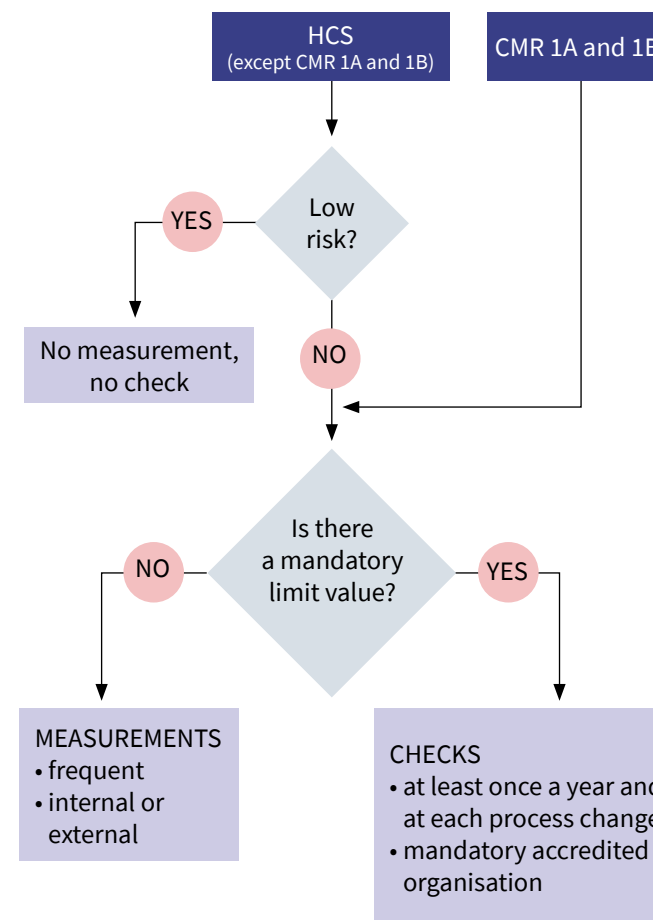 HCS
(except CMR 1A and 1B)
CMR 1A and 1B
Low
risk?
YES
No measurement,
no check
NO
Is there
a mandatory
limit value?
NO
YES
MEASUREMENTS
• frequent
• internal or
external
CHECKS
• at least once a year and
at each process change
• mandatory accredited
organisation